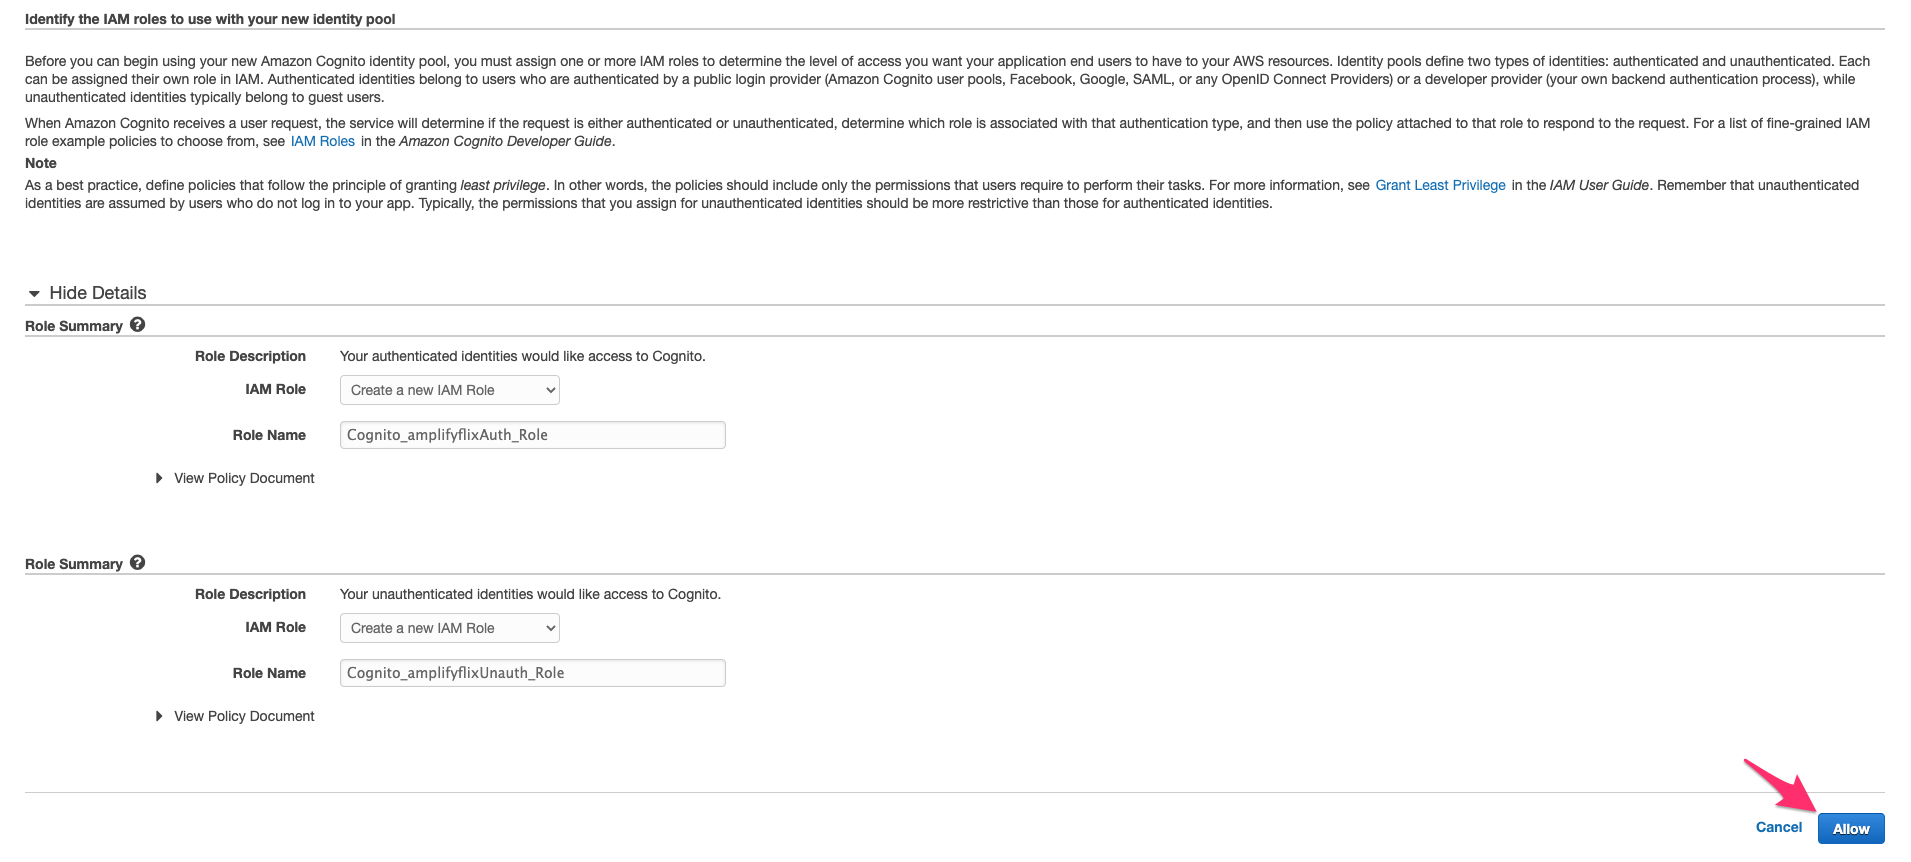 Identify the IAM roles to use with your new identity pool
Before you can begin using your new Amazon Cognito identity pool, you must assign one or more IAM roles to determine the level of access you want your application end users to have to your AWS resources. Identity pools define two types of identities: authenticated and unauthenticated. Each
can be assigned their own role in IAM. Authenticated identities belong to users who are authenticated by a public login provider (Amazon Cognito user pools, Facebook, Google, SAML, or any OpenID Connect Providers) or a developer provider (your own backend authentication process), while
unauthenticated identities typically belong to guest users.
When Amazon Cognito receives a user request, the service will determine if the request is either authenticated or unauthenticated, determine which role is associated with that authentication type, and then use the policy attached to that role to respond to the request. For a list of fine-grained IAM
role example policies to choose from, see IAM Roles in the Amazon Cognito Developer Guide.
Note
As a best practice, define policies that follow the principle of granting least privilege. In other words, the policies should include only the permissions that users require to perform their tasks. For more information, see Grant Least Privilege in the IAM User Guide. Remember that unauthenticated
identities are assumed by users who do not log in to your app. Typically, the permissions that you assign for unauthenticated identities should be more restrictive than those for authenticated identities.
Hide Details
Role Summary ?
Role Description Your authenticated identities would like access to Cognito.
IAM Role Create a new IAM Role
Role Name Cognito_amplifyflixAuth_Role
View Policy Document
Role Summary ?
Role Description Your unauthenticated identities would like access to Cognito.
IAM Role Create a new IAM Role
Role Name Cognito_amplifyflixUnauth_Role
View Policy Document
Cancel Allow